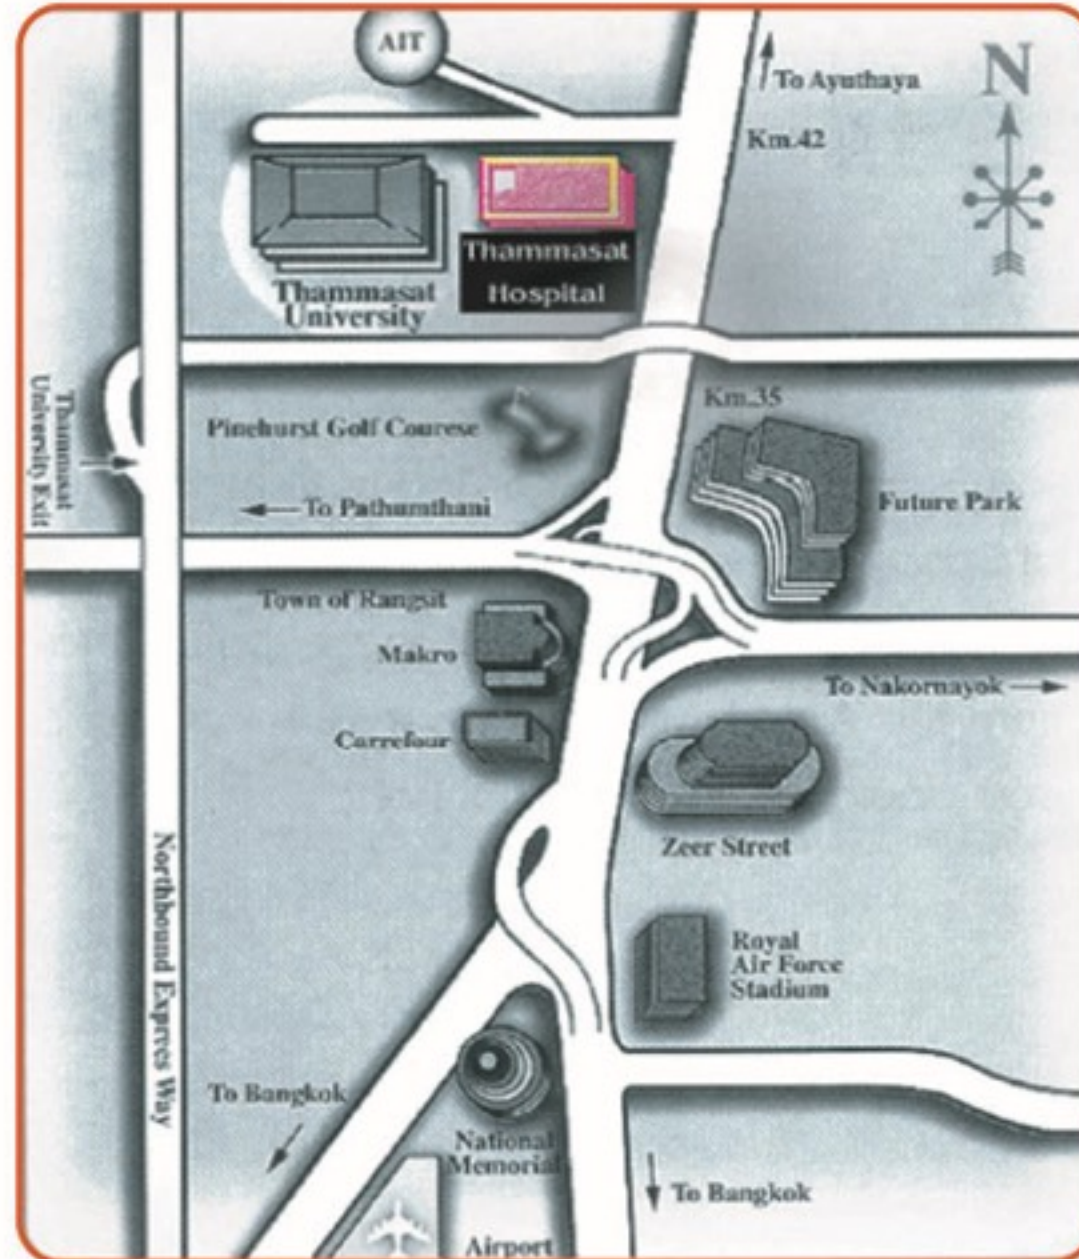 AIT
N
To Ayuthaya
Km.42
Thammasat
Hospital
Thammasat
University
Thammasat
University Exit
Km.35
Pinehurst Golf Courese
To Pathumthani
Future Park
Town of Rangsit
Makro
To Nakornayok
Carrefour
Zeer Street
Northbound Exprves Way
Royal
Air Force
Stadium
To Bangkok
National
Memorial
To Bangkok
Airport